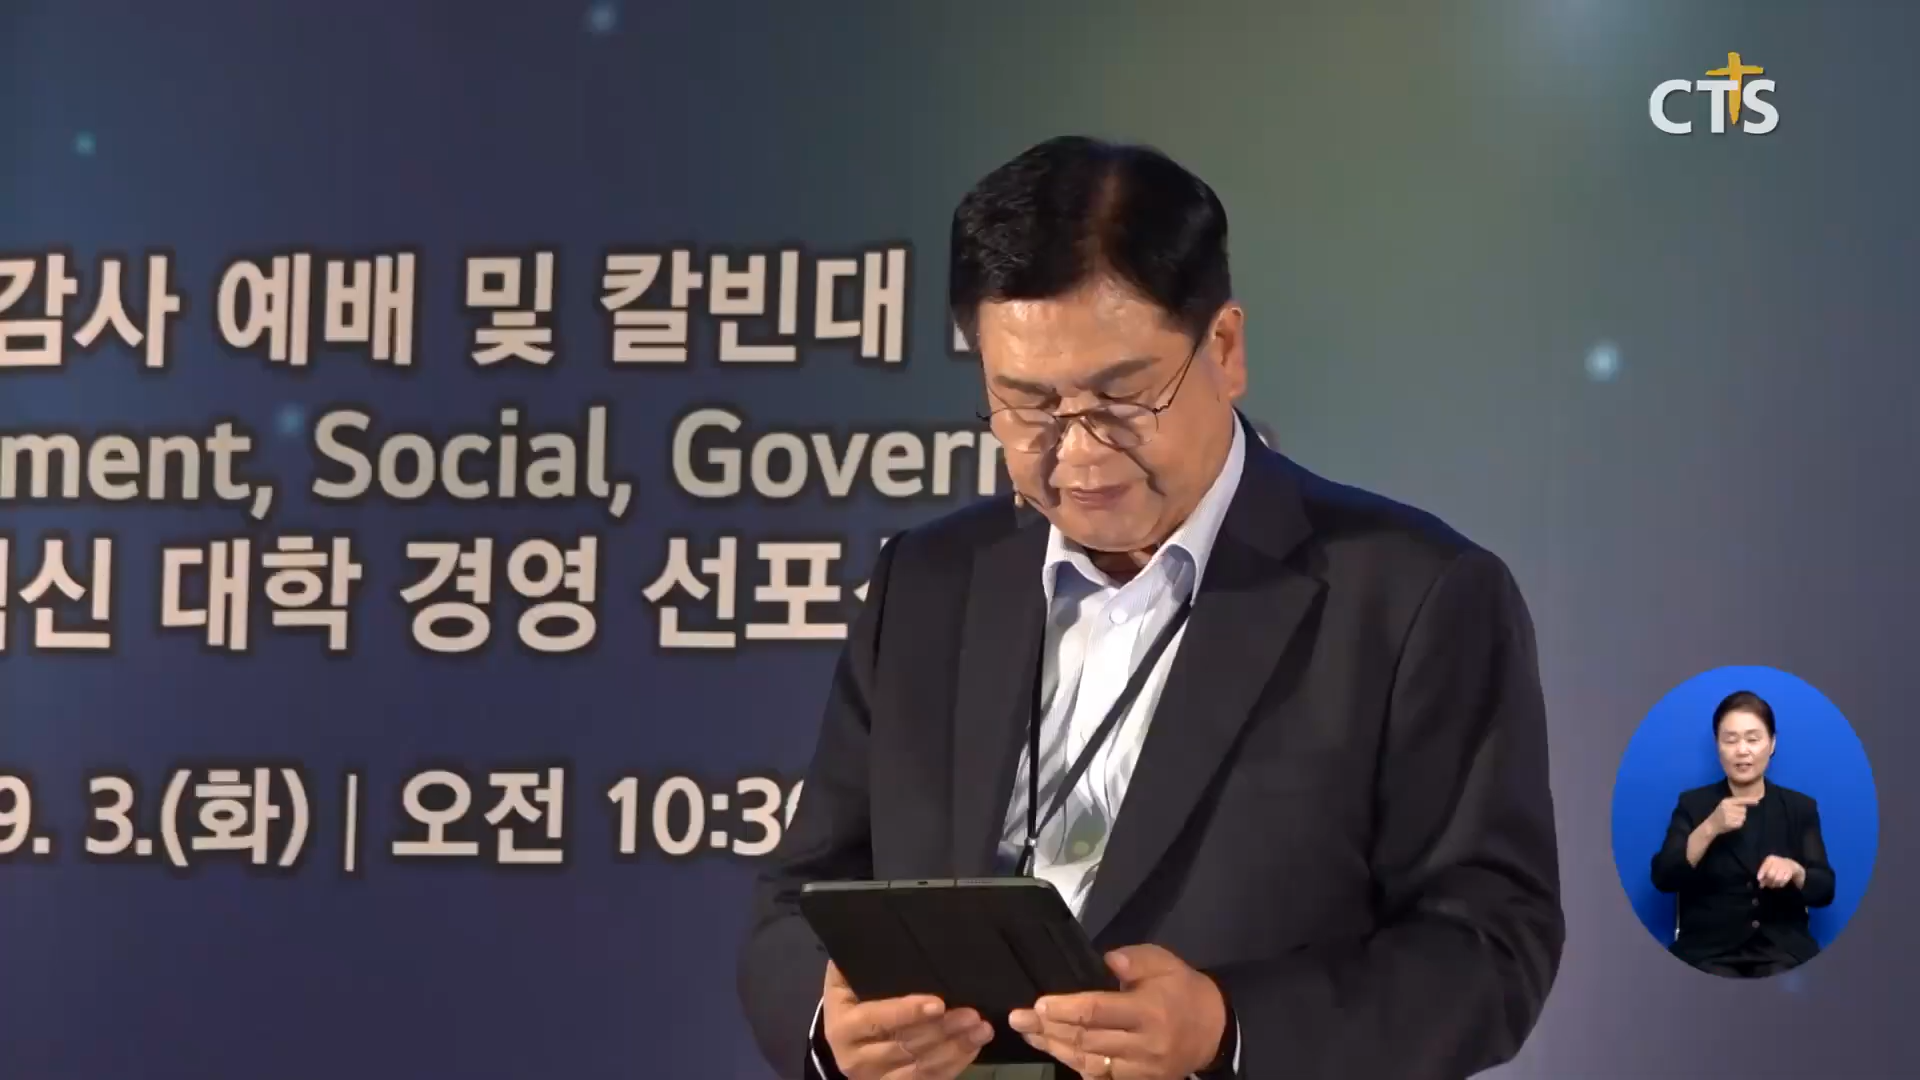 CTS
감사 예배 및 칼빈대
ment, Social, Govern
신 대학 경영 선포
9. 3.(화) | 오전 10:30